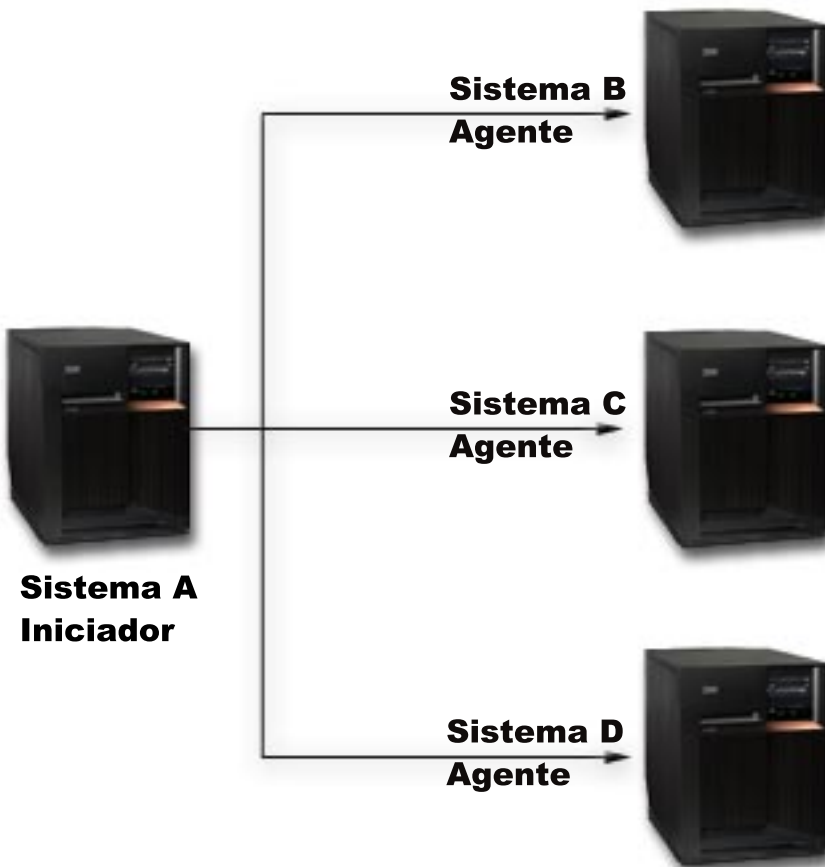 Sistema B
Agente
Sistema C
Agente
Sistema A
Iniciador
Sistema D
Agente